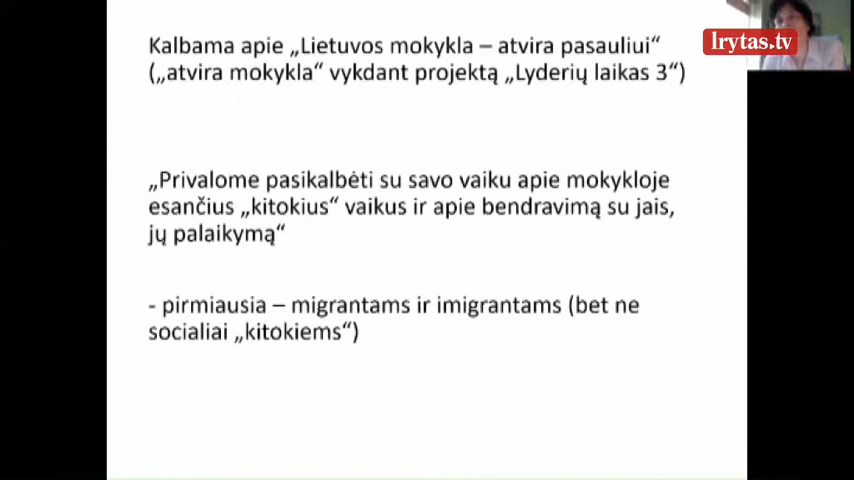 lrytas.tv
Kalbama apie „Lietuvos mokykla – atvira pasauliui“
(„atvira mokykla“ vykdant projektą „Lyderių laikas 3“)
„Privalome pasikalbėti su savo vaiku apie mokykloje
esančius „kitokius“ vaikus ir apie bendravimą su jais,
jų palaikymą“
- pirmiausia – migrantams ir imigrantams (bet ne
socialiai „kitokiems“)